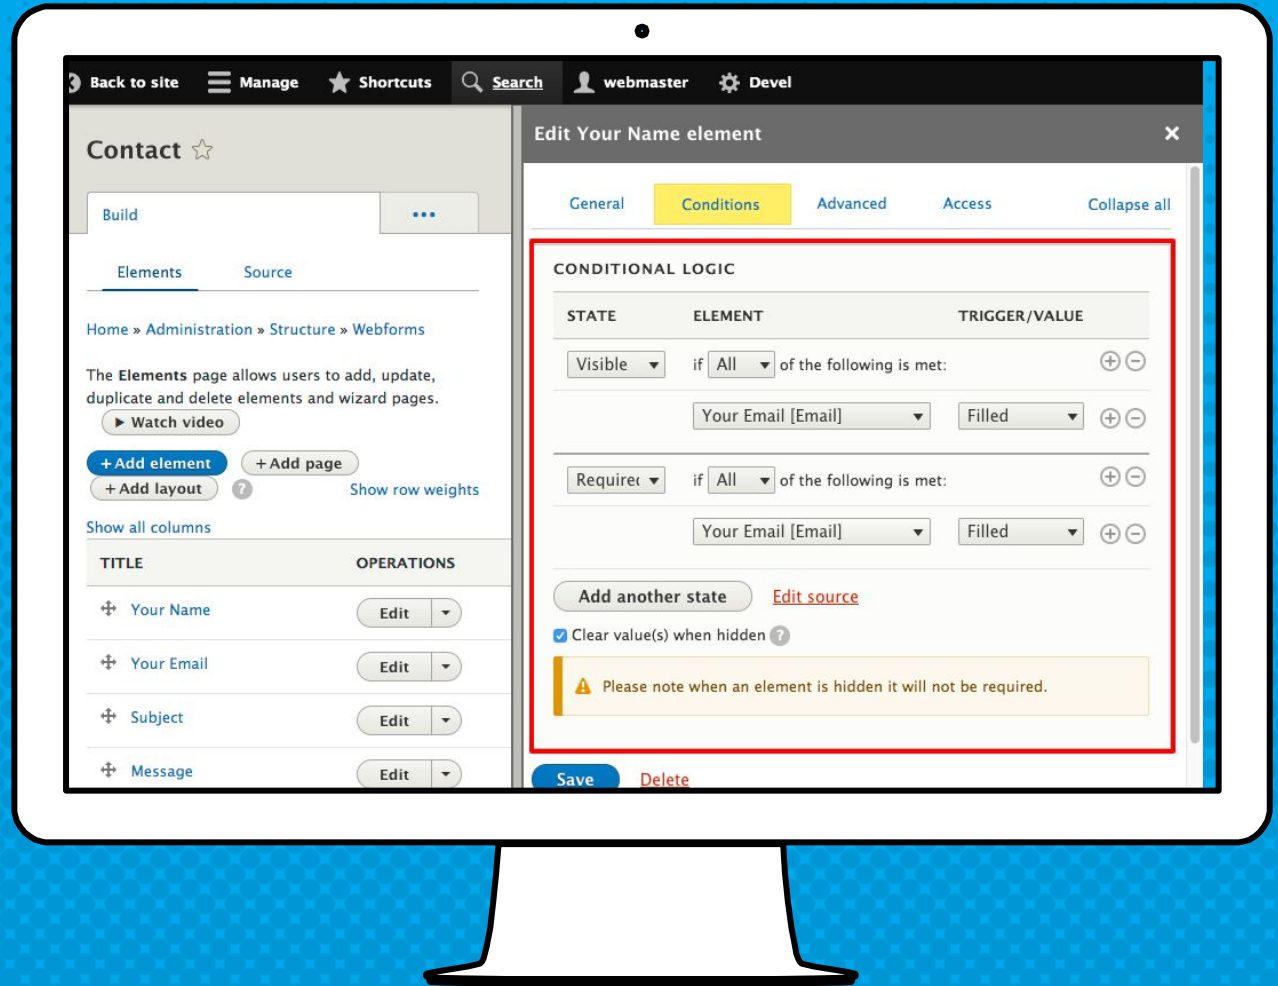 Back to site Manage Shortcuts Search webmaster Devel
Contact
Build
Elements Source
Home » Administration » Structure » Webforms
The Elements page allows users to add, update,
duplicate and delete elements and wizard pages.
Watch video
+Add element +Add page
+Add layout ? Show row weights
Show all columns
TITLE OPERATIONS
Your Name Edit
Your Email Edit
Subject Edit
Message Edit
Edit Your Name element ×
General Conditions Advanced Access Collapse all
CONDITIONAL LOGIC
STATE ELEMENT TRIGGER/VALUE
Visible if All of the following is met:
Your Email [Email] Filled
Require if All of the following is met:
Your Email [Email] Filled
Add another state Edit source
Clear value(s) when hidden ?
Please note when an element is hidden it will not be required.
Save Delete